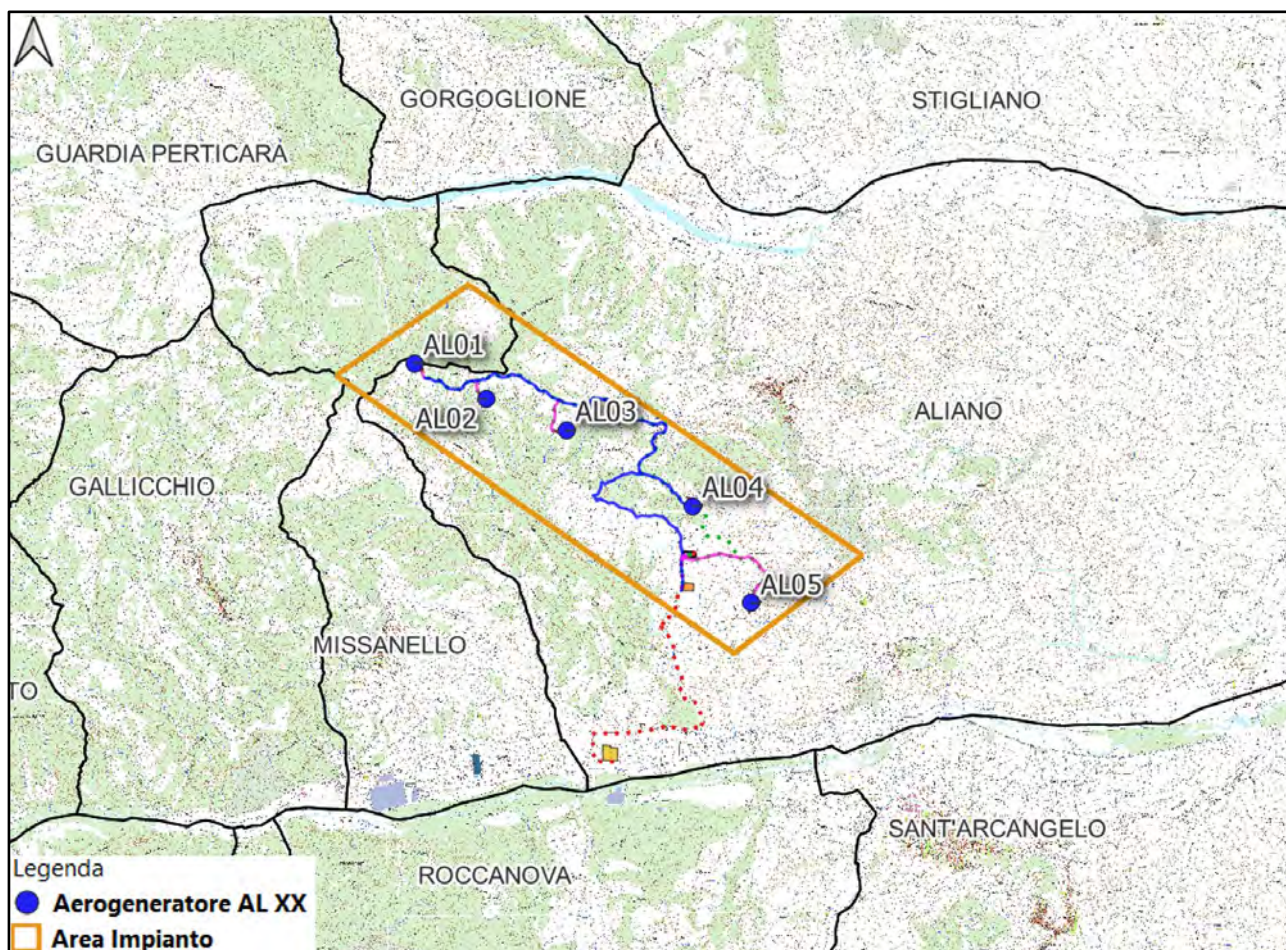 GORGOGLIONE
STIGLIANO
GUARDIA PERTICARA
AL01
AL02
AL03
ALIANO
GALLICCHIO
AL04
AL05
MISSANELLO
TO
SANT'ARCANGELO
ROCCANOVA
Legenda
Aerogeneratore AL XX
Area Impianto